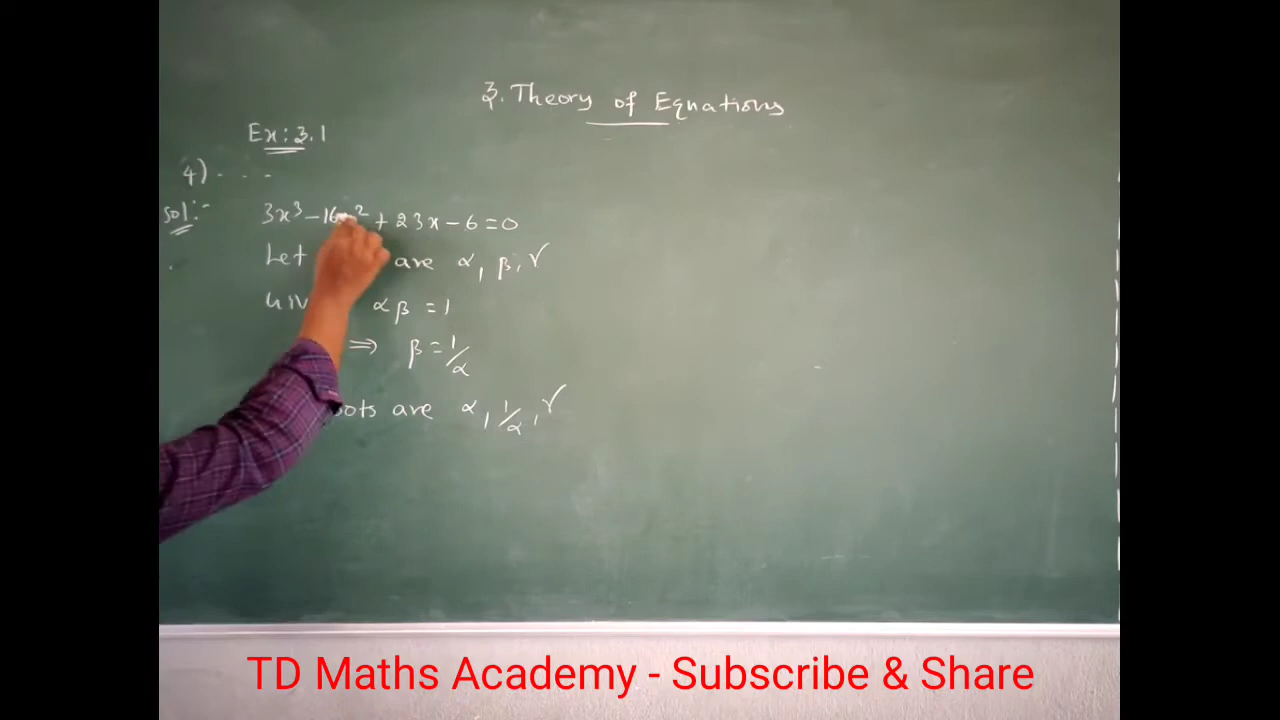 3. Theory of Equations
Ex: 3.1
4) - - -
Sol:-
3x³ - 16x² + 23x - 6 = 0
Let are α, β, γ
αβ = 1
⇒ β = 1/α
are α, 1/α, γ
TD Maths Academy - Subscribe & Share